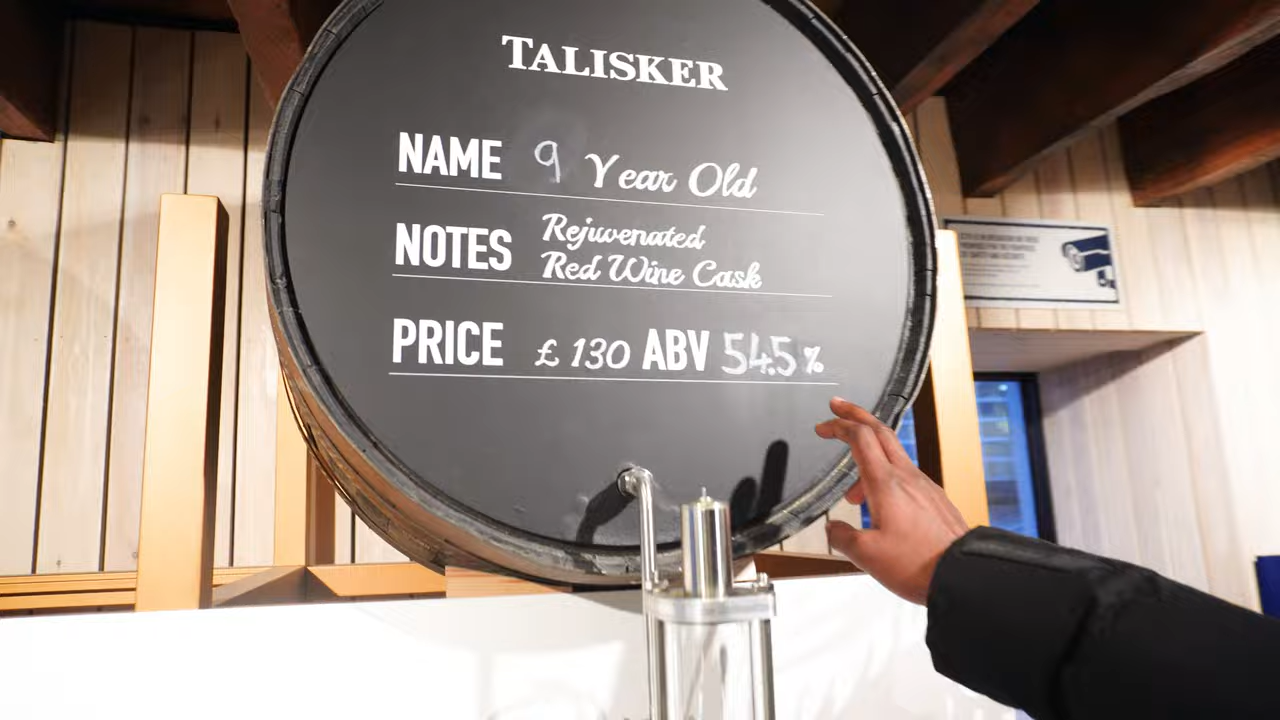 TALISKER
NAME 9 Year Old
NOTES Rejuvenated
Red Wine Cask
PRICE £ 130 ABV 54.5 %